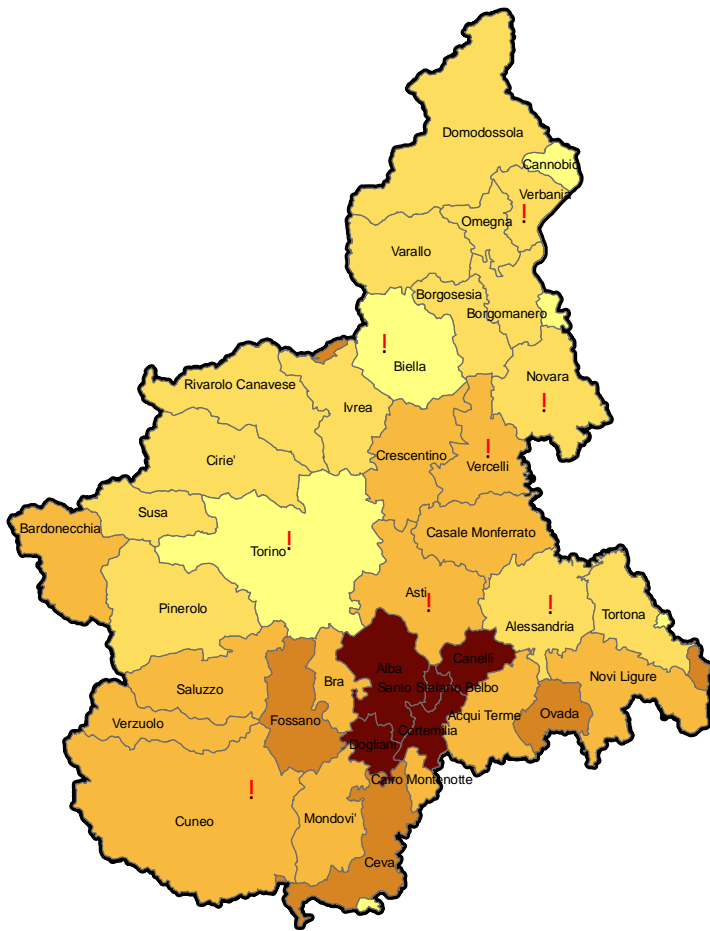 Domodossola
Cannobio
Verbania
!
Omegna
Varallo
Borgosesia
Borgomanero
!
Biella
Novara
!
Rivarolo Canavese
Ivrea
Crescentino
!
Vercelli
Cirie'
Susa
Bardonecchia
Casale Monferrato
Torino
!
Pinerolo
Asti
!
!
Alessandria
Tortona
Alba
Canelli
Novi Ligure
Saluzzo
Bra
Santo Stefano Belbo
Verzuolo
Fossano
Acqui Terme
Ovada
Cortemilia
Dogliani
Cairo Montenotte
!
Cuneo
Mondovi'
Ceva